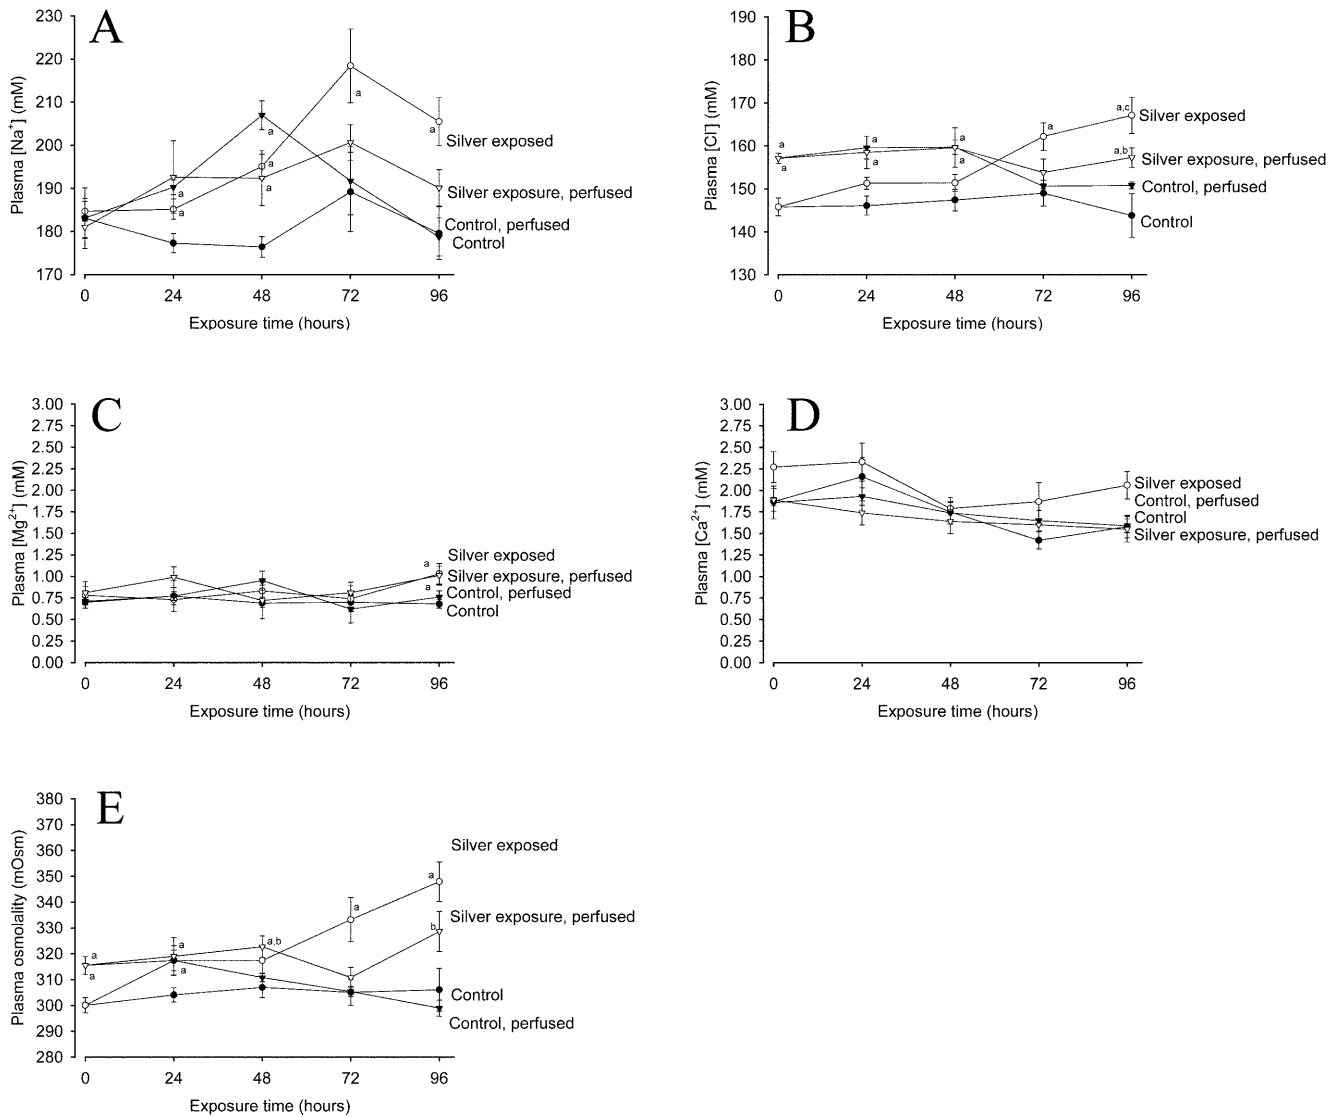 A
Plasma [Na+] (mM)
230
220
210
200
190
180
170
a
a
a
a
a
a
a
Silver exposed
Silver exposure, perfused
Control, perfused
Control
0 24 48 72 96
Exposure time (hours)
B
Plasma [Cl-] (mM)
190
180
170
160
150
140
130
a
a
a
a
a
a
a
a,c
a,b
Silver exposed
Silver exposure, perfused
Control, perfused
Control
0 24 48 72 96
Exposure time (hours)
C
Plasma [Mg2+] (mM)
3.00
2.75
2.50
2.25
2.00
1.75
1.50
1.25
1.00
0.75
0.50
0.25
0.00
a
a
Silver exposed
Silver exposure, perfused
Control, perfused
Control
0 24 48 72 96
Exposure time (hours)
D
Plasma [Ca2+] (mM)
3.00
2.75
2.50
2.25
2.00
1.75
1.50
1.25
1.00
0.75
0.50
0.25
0.00
Silver exposed
Control, perfused
Control
Silver exposure, perfused
0 24 48 72 96
Exposure time (hours)
E
Plasma osmolality (mOsm)
380
370
360
350
340
330
320
310
300
290
280
a
a
a
a
a,b
a
a
b
Silver exposed
Silver exposure, perfused
Control
Control, perfused
0 24 48 72 96
Exposure time (hours)